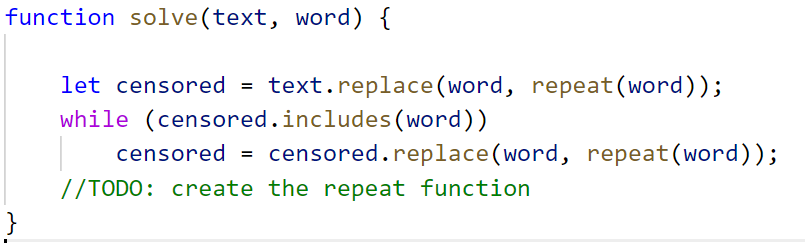 function solve(text, word) {
let censored = text.replace(word, repeat(word));
while (censored.includes(word))
censored = censored.replace(word, repeat(word));
//TODO: create the repeat function
}